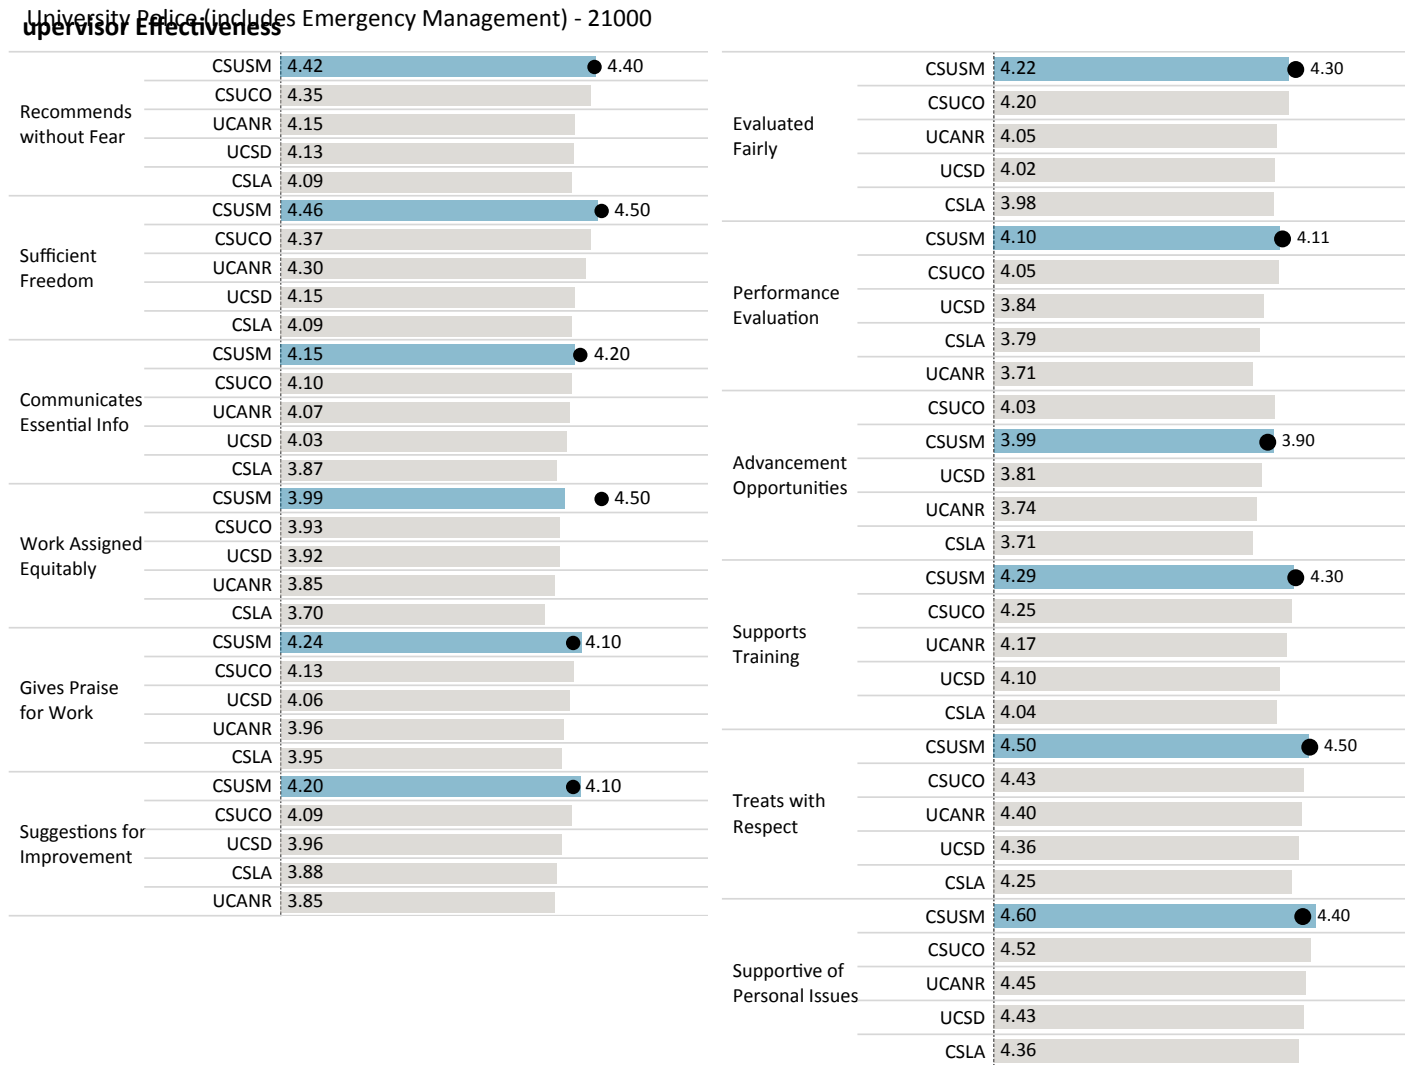 University Police (includes Emergency Management) - 21000
upervisor Effectiveness
Recommends
without Fear
CSUSM 4.42 4.40
CSUCO 4.35
UCANR 4.15
UCSD 4.13
CSLA 4.09
Sufficient
Freedom
CSUSM 4.46 4.50
CSUCO 4.37
UCANR 4.30
UCSD 4.15
CSLA 4.09
Communicates
Essential Info
CSUSM 4.15 4.20
CSUCO 4.10
UCANR 4.07
UCSD 4.03
CSLA 3.87
Work Assigned
Equitably
CSUSM 3.99 4.50
CSUCO 3.93
UCSD 3.92
UCANR 3.85
CSLA 3.70
Gives Praise
for Work
CSUSM 4.24 4.10
CSUCO 4.13
UCSD 4.06
UCANR 3.96
CSLA 3.95
Suggestions for
Improvement
CSUSM 4.20 4.10
CSUCO 4.09
UCSD 3.96
CSLA 3.88
UCANR 3.85
Evaluated
Fairly
CSUSM 4.22 4.30
CSUCO 4.20
UCANR 4.05
UCSD 4.02
CSLA 3.98
Performance
Evaluation
CSUSM 4.10 4.11
CSUCO 4.05
UCSD 3.84
CSLA 3.79
UCANR 3.71
Advancement
Opportunities
CSUCO 4.03
CSUSM 3.99 3.90
UCSD 3.81
UCANR 3.74
CSLA 3.71
Supports
Training
CSUSM 4.29 4.30
CSUCO 4.25
UCANR 4.17
UCSD 4.10
CSLA 4.04
Treats with
Respect
CSUSM 4.50 4.50
CSUCO 4.43
UCANR 4.40
UCSD 4.36
CSLA 4.25
Supportive of
Personal Issues
CSUSM 4.60 4.40
CSUCO 4.52
UCANR 4.45
UCSD 4.43
CSLA 4.36